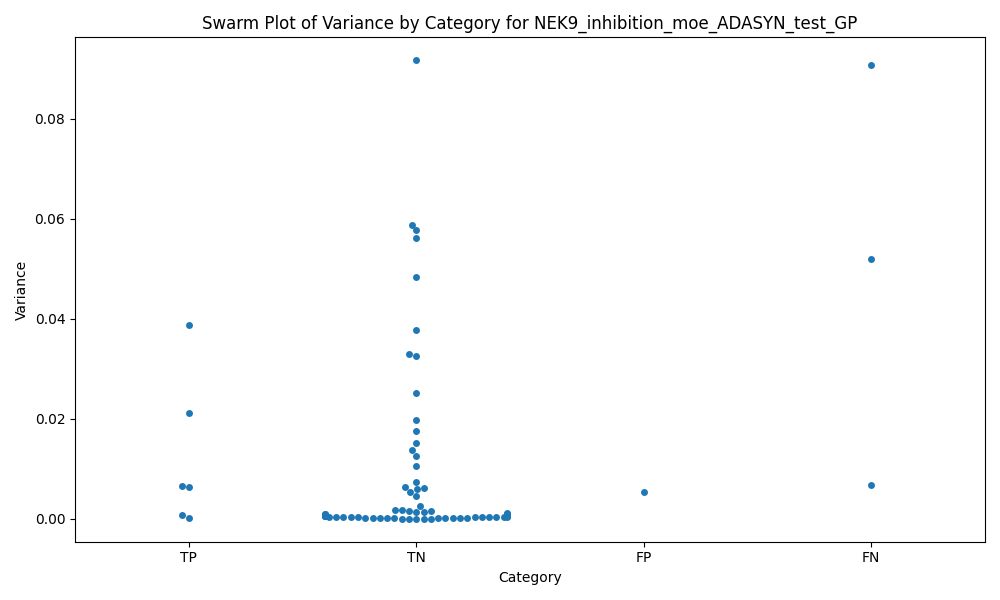 Swarm Plot of Variance by Category for NEK9_inhibition_moe_ADASYN_test_GP
0.08
0.06
0.04
0.02
0.00
Variance
TP TN FP FN
Category